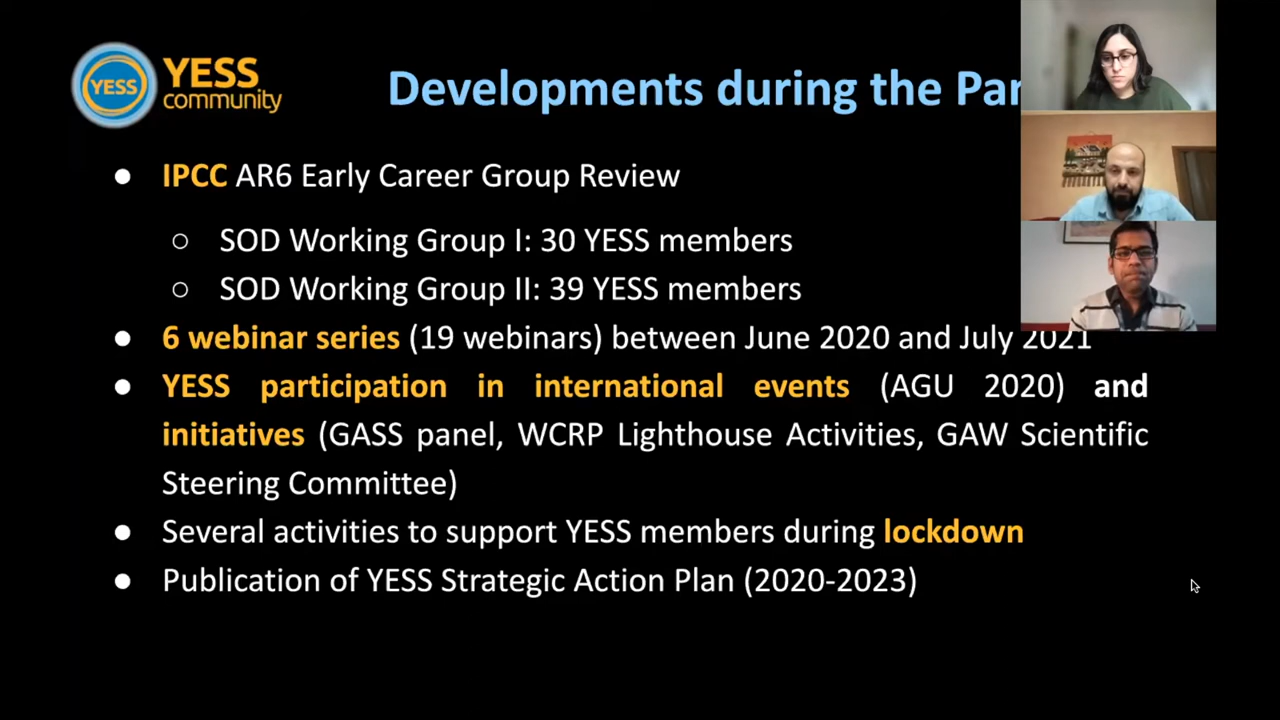 YESS
YESS
community
Developments during the Pan
● IPCC AR6 Early Career Group Review
○ SOD Working Group I: 30 YESS members
○ SOD Working Group II: 39 YESS members
● 6 webinar series (19 webinars) between June 2020 and July 2021
● YESS participation in international events (AGU 2020) and
initiatives (GASS panel, WCRP Lighthouse Activities, GAW Scientific
Steering Committee)
● Several activities to support YESS members during lockdown
● Publication of YESS Strategic Action Plan (2020-2023)